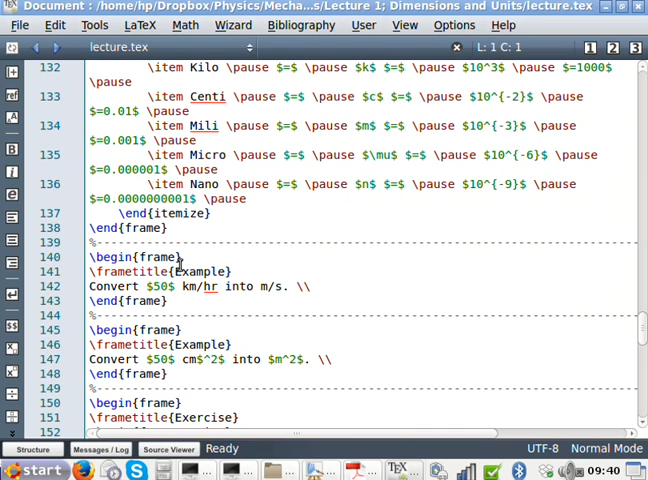 Document : /home/hp/Dropbox/Physics/Mecha...s/Lecture 1; Dimensions and Units/lecture.tex
File Edit Tools LaTeX Math Wizard Bibliography User View Options Help
lecture.tex L: 1 C: 1 1 2 3
132 \item Kilo \pause $=$ \pause $k$ $=$ \pause $10^3$ \pause $=1000$
\pause
133 \item Centi \pause $=$ \pause $c$ $=$ \pause $10^{-2}$ \pause
$=0.01$ \pause
134 \item Mili \pause $=$ \pause $m$ $=$ \pause $10^{-3}$ \pause
$=0.001$ \pause
135 \item Micro \pause $=$ \pause $\mu$ $=$ \pause $10^{-6}$ \pause
$=0.000001$ \pause
136 \item Nano \pause $=$ \pause $n$ $=$ \pause $10^{-9}$ \pause
$=0.0000000001$ \pause
137 \end{itemize}
138 \end{frame}
139 %--------------------------------------------------------------
140 \begin{frame}
141 \frametitle{Example}
142 Convert $50$ km/hr into m/s. \\
143 \end{frame}
144 %--------------------------------------------------------------
145 \begin{frame}
146 \frametitle{Example}
147 Convert $50$ cm$^2$ into $m^2$. \\
148 \end{frame}
149 %--------------------------------------------------------------
150 \begin{frame}
151 \frametitle{Exercise}
152
Structure Messages / Log Source Viewer Ready UTF-8 Normal Mode
start TEX 09:40